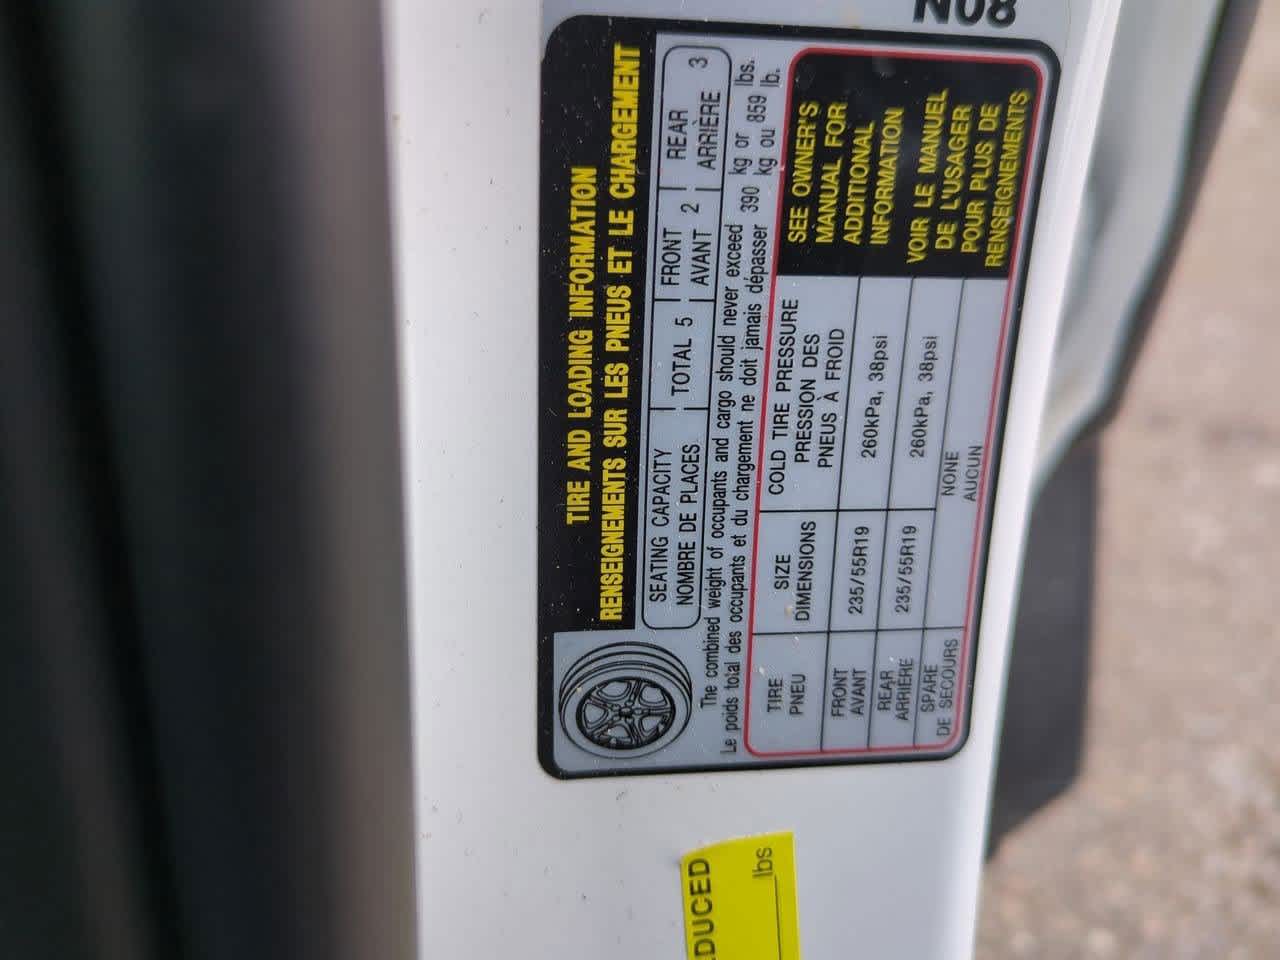 N08
TIRE AND LOADING INFORMATION
RENSEIGNEMENTS SUR LES PNEUS ET LE CHARGEMENT
SEATING CAPACITY
NOMBRE DE PLACES
TOTAL 5
FRONT
AVANT 2
REAR
ARRIÈRE 3
The combined weight of occupants and cargo should never exceed 390 kg or 859 lbs.
Le poids total des occupants et du chargement ne doit jamais dépasser kg ou lb.
TIRE
PNEU
SIZE
DIMENSIONS
COLD TIRE PRESSURE
PRESSION DES
PNEUS À FROID
FRONT
AVANT
235/55R19
260kPa, 38psi
REAR
ARRIÈRE
235/55R19
260kPa, 38psi
SPARE
DE SECOURS
NONE
AUCUN
SEE OWNER'S
MANUAL FOR
ADDITIONAL
INFORMATION
VOIR LE MANUEL
DE L'USAGER
POUR PLUS DE
RENSEIGNEMENTS
DUCED
lbs